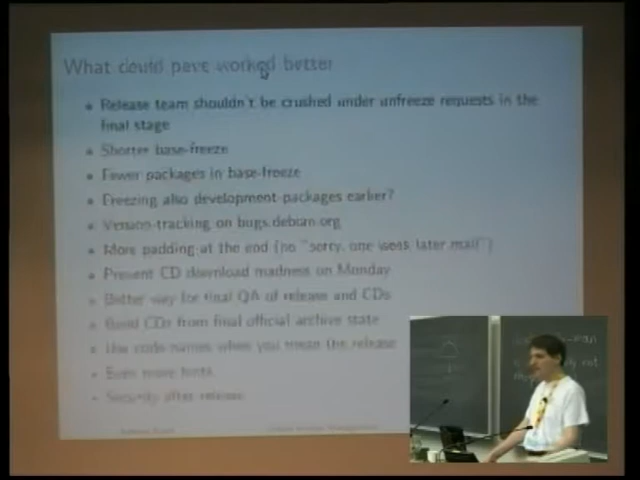 What could have worked better
Release team shouldn't be crushed under unfreeze requests in the
final stage
Shorter base-freeze
Fewer packages in base-freeze
Freezing also development-packages earlier?
Version-tracking on bugs.debian.org
More padding at the end (no "sorry, one week later mail")
Prevent CD download madness on Monday
Better way for final QA of release and CDs
Build CDs from final official archive state
Use code names when you mean the release
Even more hints
Security after release